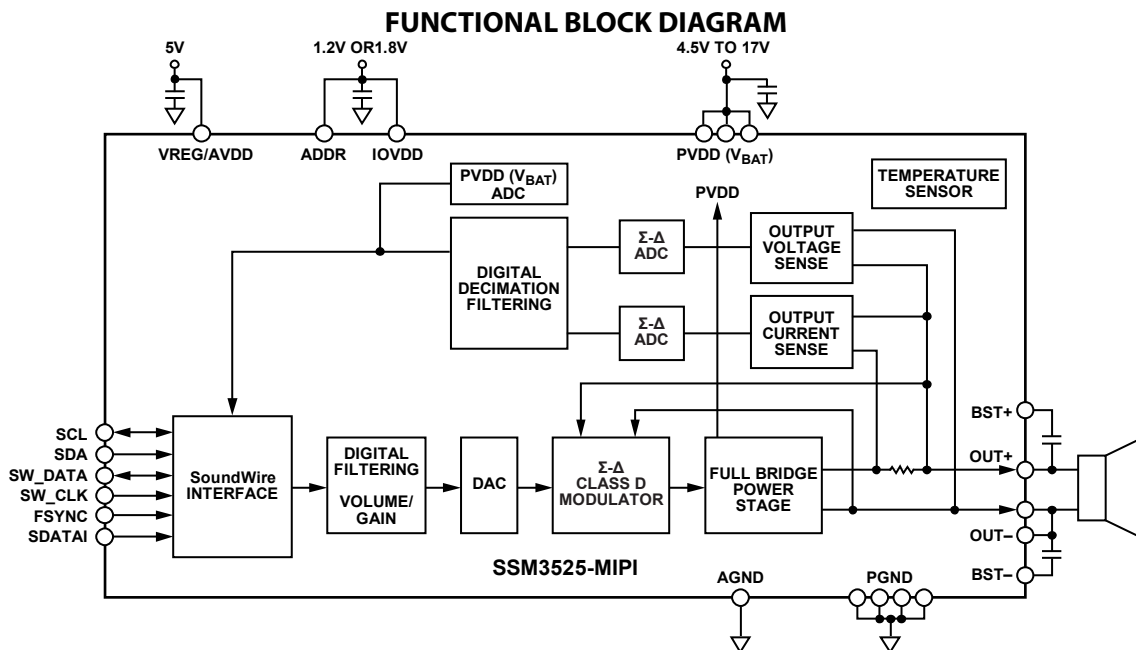 FUNCTIONAL BLOCK DIAGRAM
5V
1.2V OR1.8V
4.5V TO 17V
VREG/AVDD
ADDR
IOVDD
PVDD (VBAT)
PVDD (VBAT)
ADC
PVDD
TEMPERATURE
SENSOR
DIGITAL
DECIMATION
FILTERING
Σ-Δ
ADC
OUTPUT
VOLTAGE
SENSE
Σ-Δ
ADC
OUTPUT
CURRENT
SENSE
SCL
SDA
SW_DATA
SW_CLK
FSYNC
SDATAI
SoundWire
INTERFACE
DIGITAL
FILTERING
VOLUME/
GAIN
DAC
Σ-Δ
CLASS D
MODULATOR
FULL BRIDGE
POWER
STAGE
BST+
OUT+
OUT–
BST–
SSM3525-MIPI
AGND
PGND